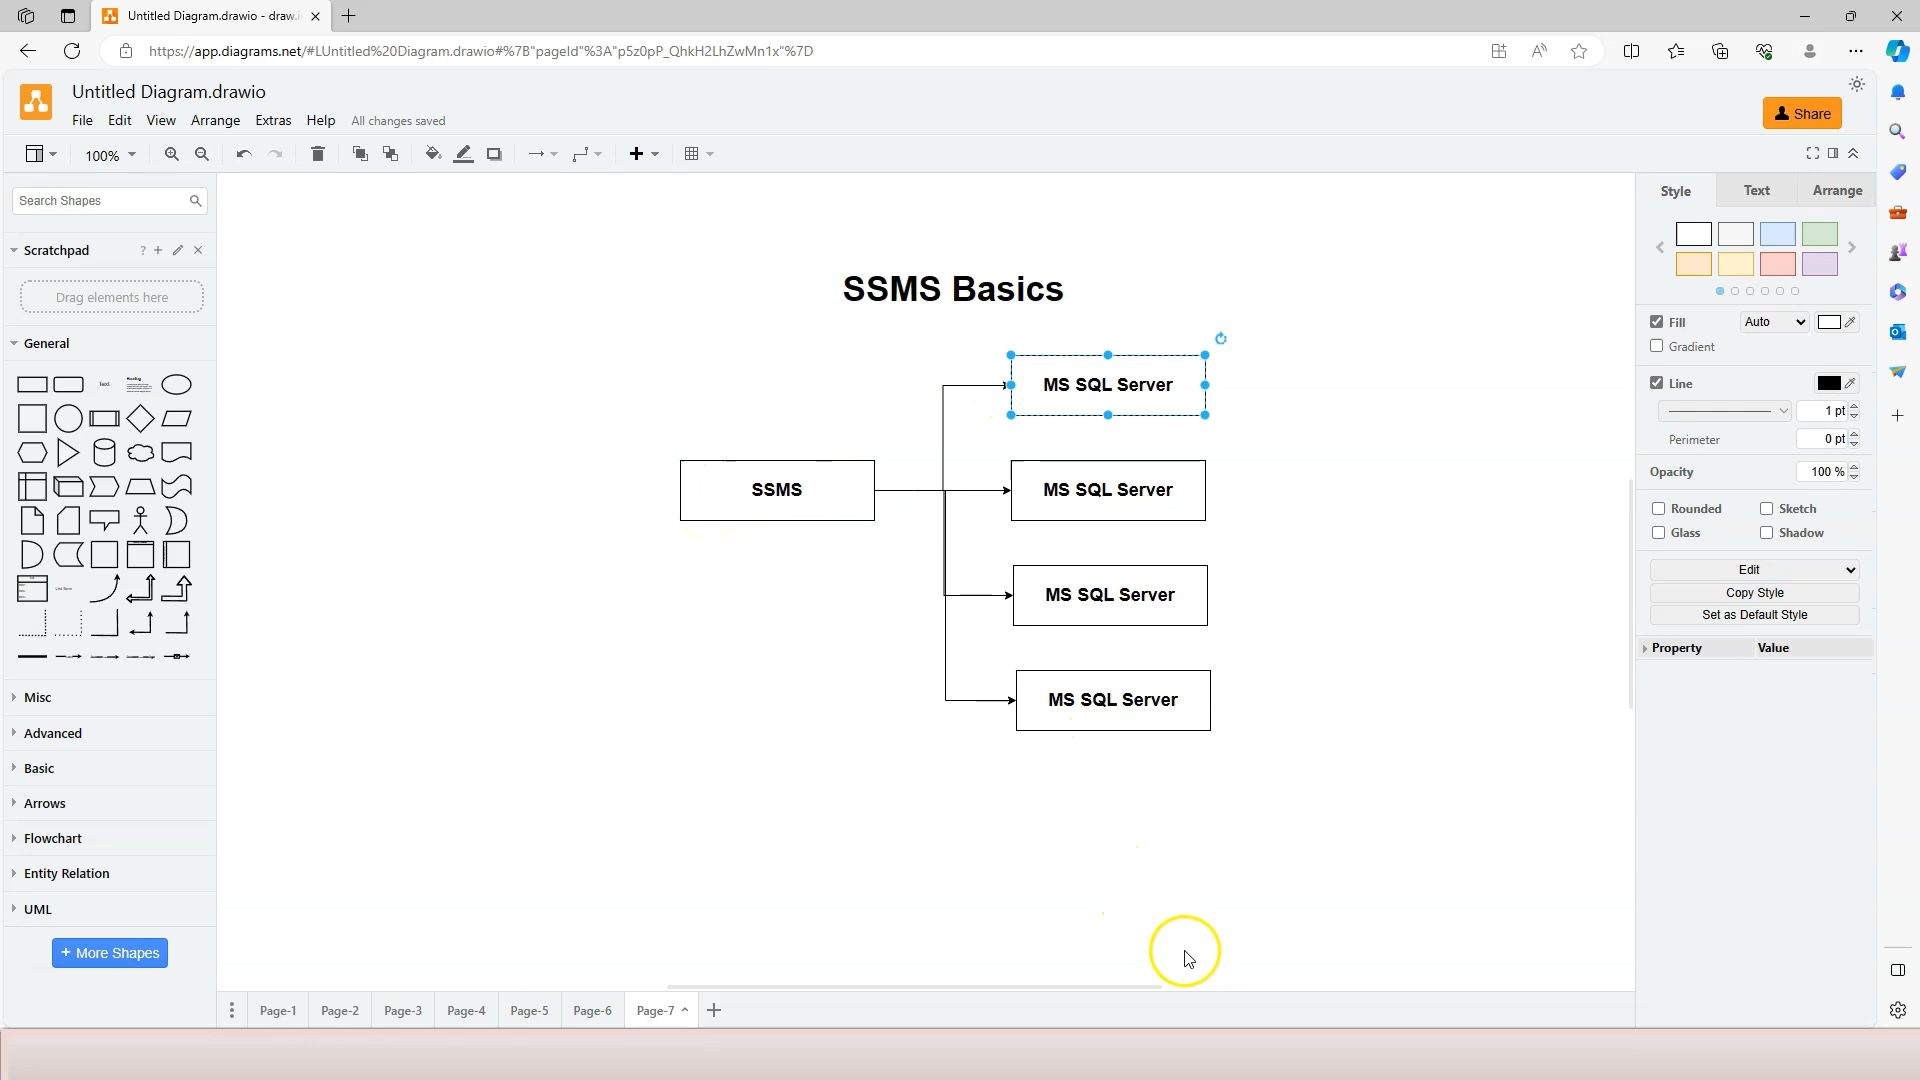 Untitled Diagram.drawio - draw.i
https://app.diagrams.net/#LUntitled%20Diagram.drawio#%7B"pageId"%3A"p5z0pP_QhkH2LhZwMn1x"%7D
Untitled Diagram.drawio
File Edit View Arrange Extras Help All changes saved
Share
100%
Search Shapes
Scratchpad
?
Drag elements here
General
Text
Heading
List Item
Misc
Advanced
Basic
Arrows
Flowchart
Entity Relation
UML
+ More Shapes
SSMS Basics
MS SQL Server
SSMS
MS SQL Server
MS SQL Server
MS SQL Server
Page-1 Page-2 Page-3 Page-4 Page-5 Page-6 Page-7
Style Text Arrange
Fill Auto
Gradient
Line
1 pt
Perimeter 0 pt
Opacity 100 %
Rounded Sketch
Glass Shadow
Edit
Copy Style
Set as Default Style
Property Value